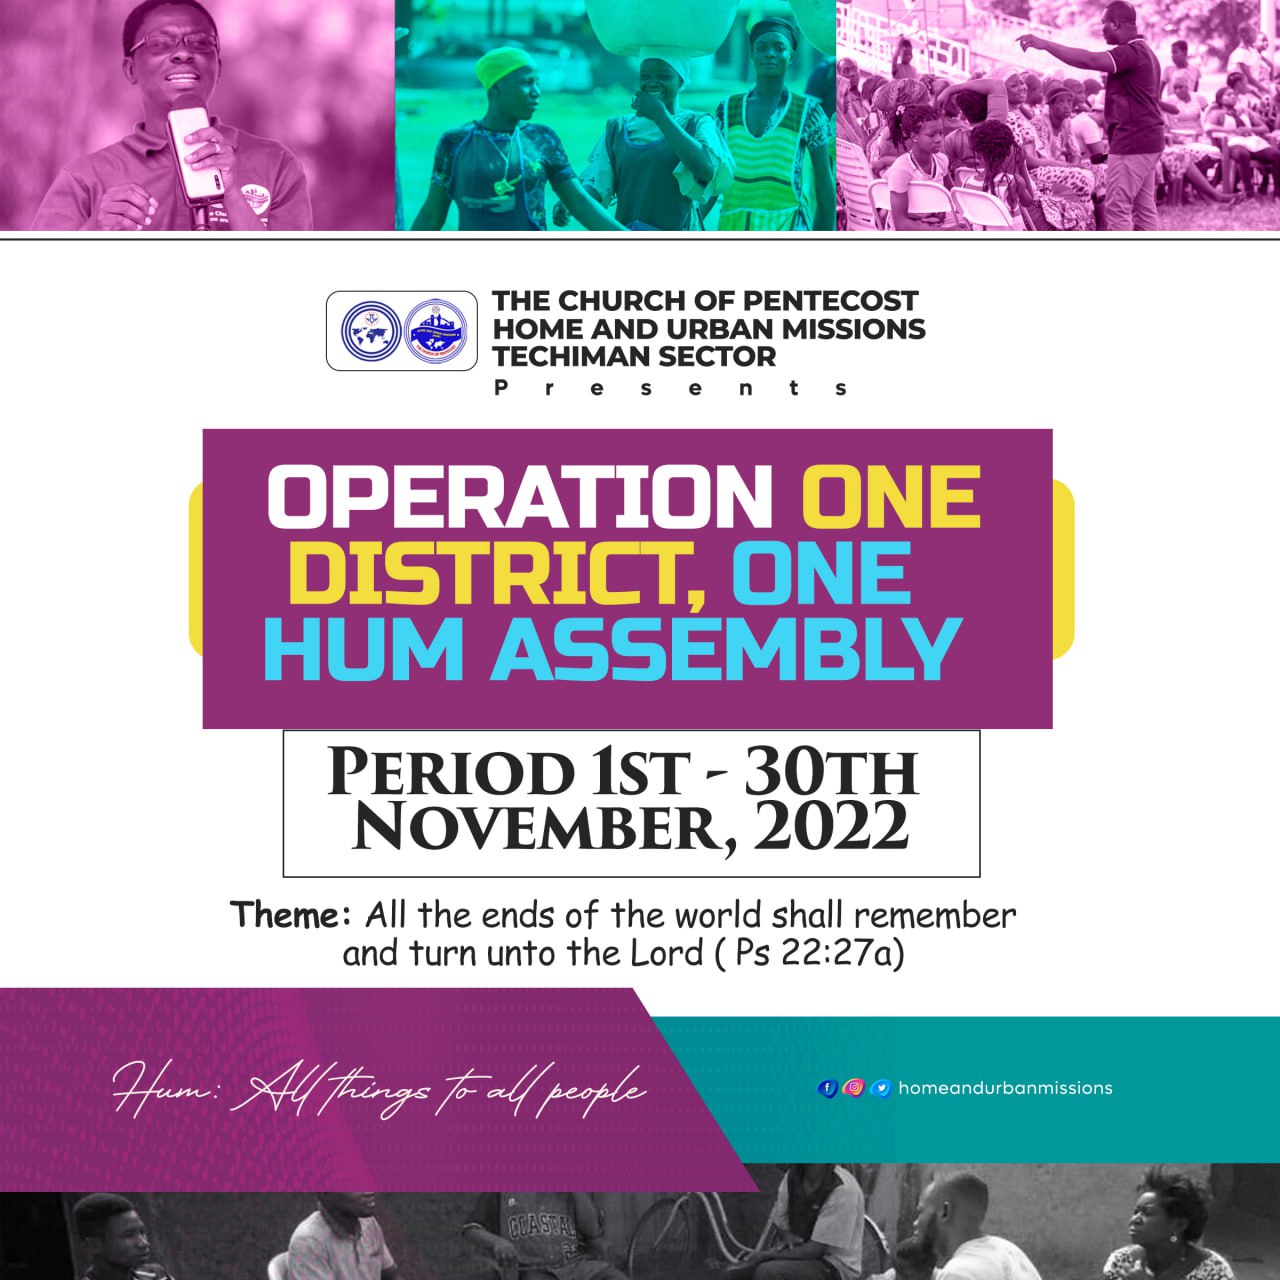 THE CHURCH OF PENTECOST
HOME AND URBAN MISSIONS
TECHIMAN SECTOR
Presents
OPERATION ONE
DISTRICT, ONE
HUM ASSEMBLY
PERIOD 1ST - 30TH
NOVEMBER, 2022
Theme: All the ends of the world shall remember
and turn unto the Lord ( Ps 22:27a)
Hum: All things to all people
homeandurbanmissions
COASTAL